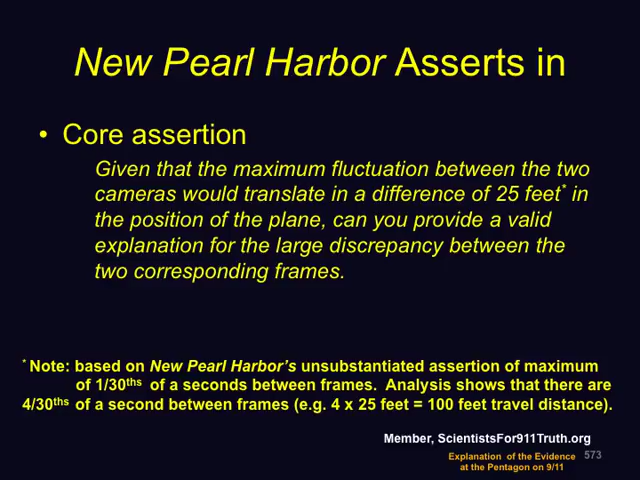 New Pearl Harbor Asserts in
• Core assertion
Given that the maximum fluctuation between the two
cameras would translate in a difference of 25 feet* in
the position of the plane, can you provide a valid
explanation for the large discrepancy between the
two corresponding frames.
* Note: based on New Pearl Harbor's unsubstantiated assertion of maximum
of 1/30ths of a seconds between frames. Analysis shows that there are
4/30ths of a second between frames (e.g. 4 x 25 feet = 100 feet travel distance).
Member, ScientistsFor911Truth.org
Explanation of the Evidence 573
at the Pentagon on 9/11